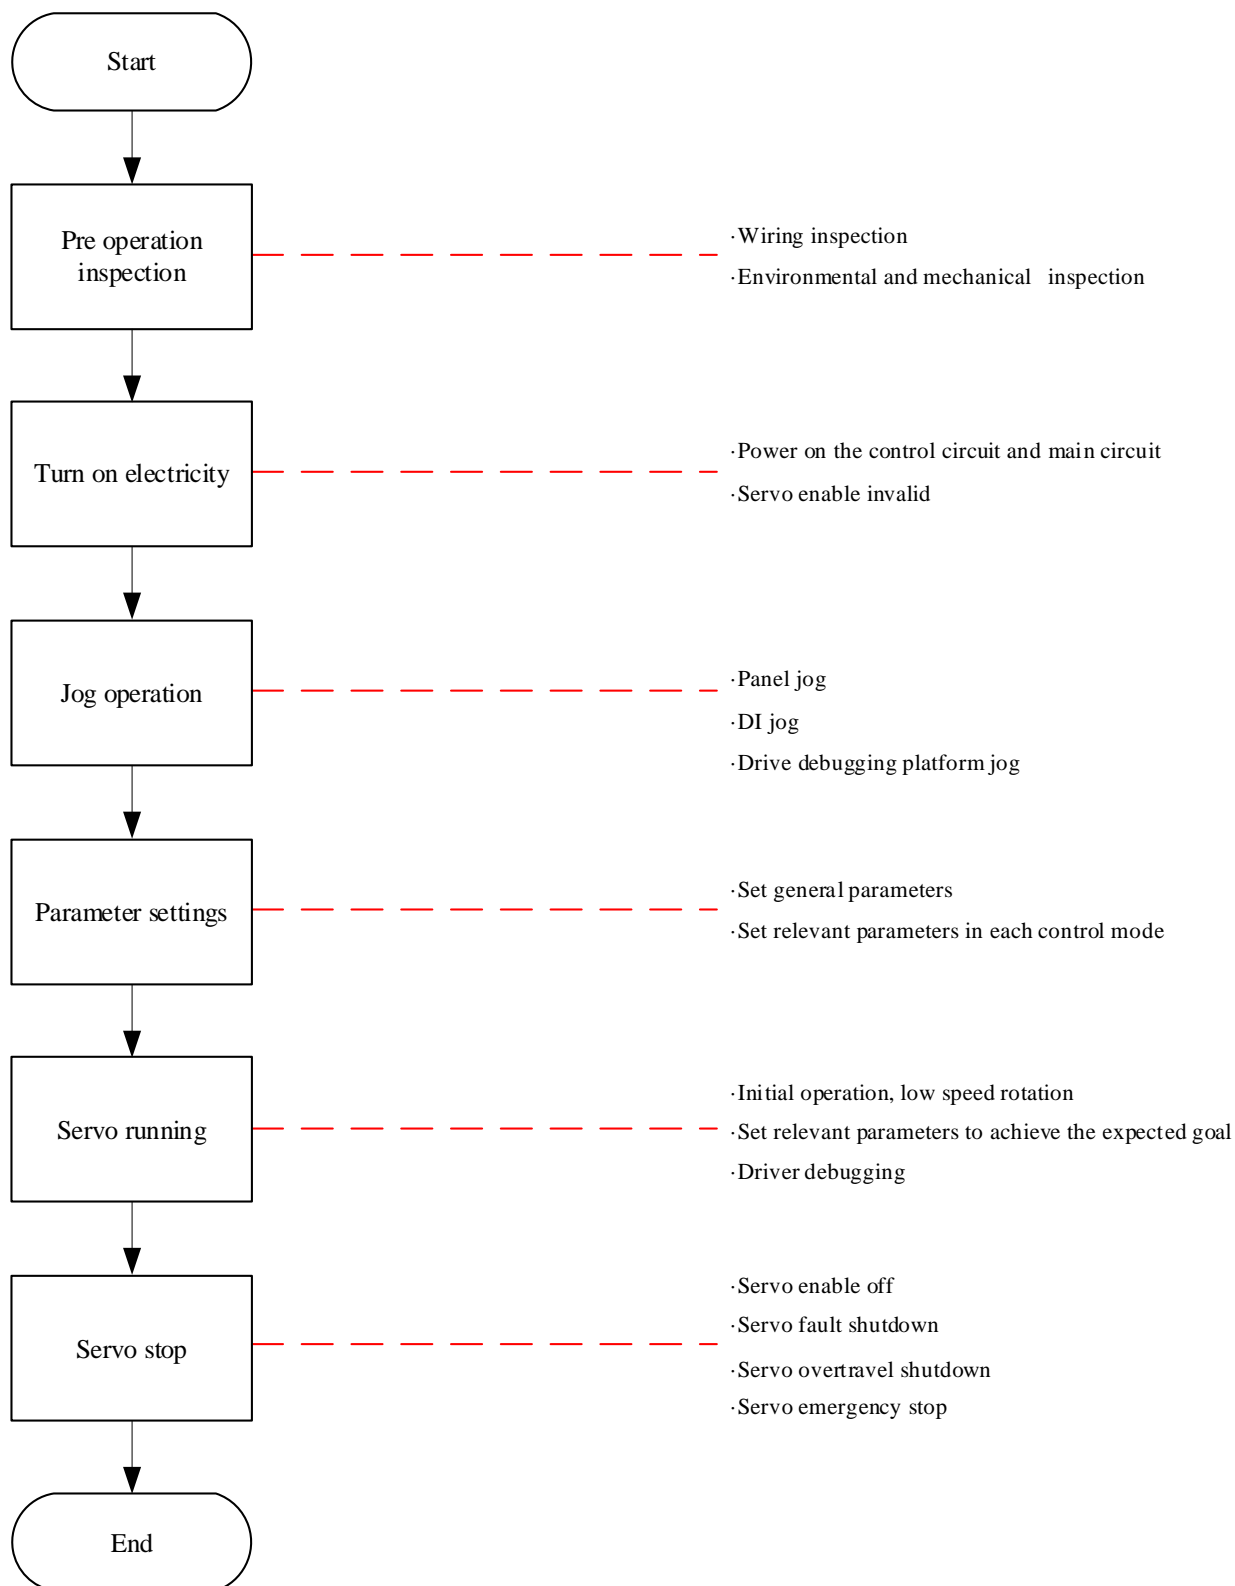 Start
Pre operation
inspection
·Wiring inspection
·Environmental and mechanical inspection
Turn on electricity
·Power on the control circuit and main circuit
·Servo enable invalid
Jog operation
·Panel jog
·DI jog
·Drive debugging platform jog
Parameter settings
·Set general parameters
·Set relevant parameters in each control mode
Servo running
·Initial operation, low speed rotation
·Set relevant parameters to achieve the expected goal
·Driver debugging
Servo stop
·Servo enable off
·Servo fault shutdown
·Servo overtravel shutdown
·Servo emergency stop
End